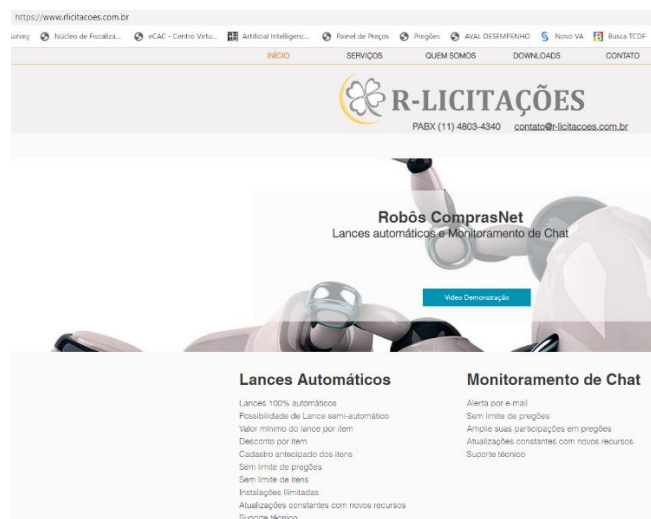 https://www.rlicitacoes.com.br
urvey Núcleo de Fiscaliza... eCAC - Centro Virtu... Artificial Intelligenc... Painel de Preços Pregões AVAL DESEMPENHO Novo VA Busca TCDF
INÍCIO SERVIÇOS QUEM SOMOS DOWNLOADS CONTATO
R-LICITAÇÕES
PABX (11) 4803-4340 contato@r-licitacoes.com.br
Robôs ComprasNet
Lances automáticos e Monitoramento de Chat
Video Demonstração
Lances Automáticos
Lances 100% automáticos
Possibilidade de Lance semi-automático
Valor mínimo do lance por item
Desconto por item
Cadastro antecipado dos itens
Sem limite de pregões
Sem limite de itens
Instalações Ilimitadas
Atualizações constantes com novos recursos
Suporte técnico
Monitoramento de Chat
Alerta por e-mail
Sem limite de pregões
Amplie suas participações em pregões
Atualizações constantes com novos recursos
Suporte técnico